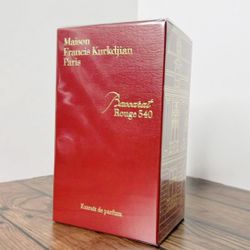 Maison
Francis Kurkdjian
Paris
Baccarat
Rouge 540
Extrait de parfum